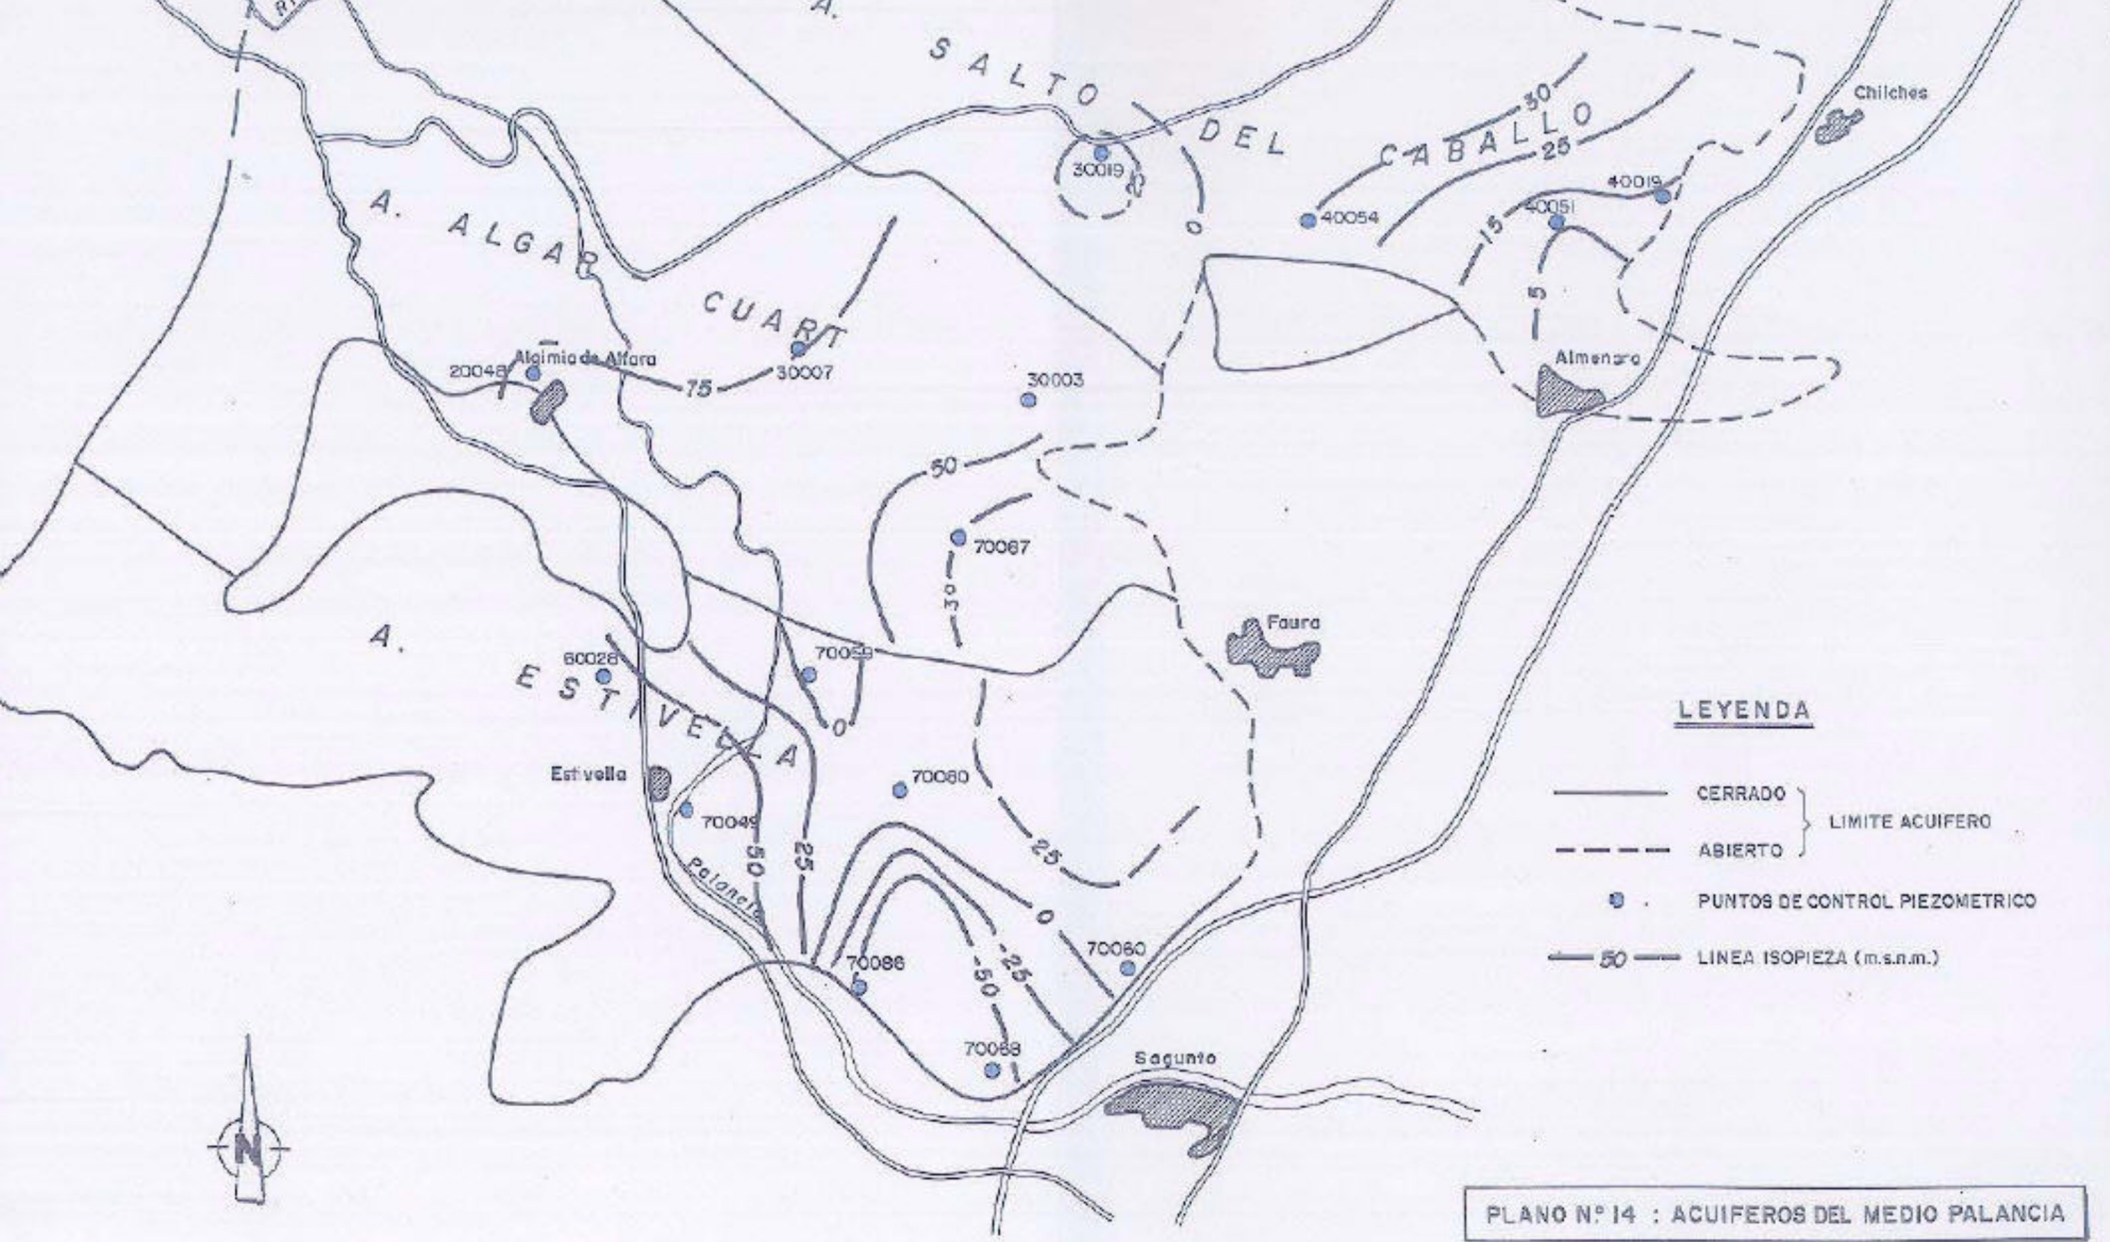 A.
SALTO DEL CABALLO
Chilches
30
25
30019
25
0
40054
40019
40051
15
5
A. ALGAR
CUART
Algimia de Alfara
20048
75
30007
30003
Almenara
50
70067
30
Faura
A. ESTIVELLA
60028
70059
0
Estivella
70049
70080
50
25
25
Palancia
0
-25
-50
70086
70060
70068
Sagunto
LEYENDA
CERRADO
ABIERTO
LIMITE ACUIFERO
PUNTOS DE CONTROL PIEZOMETRICO
50 LINEA ISOPIEZA (m.s.n.m.)
N
PLANO N.º 14 : ACUIFEROS DEL MEDIO PALANCIA